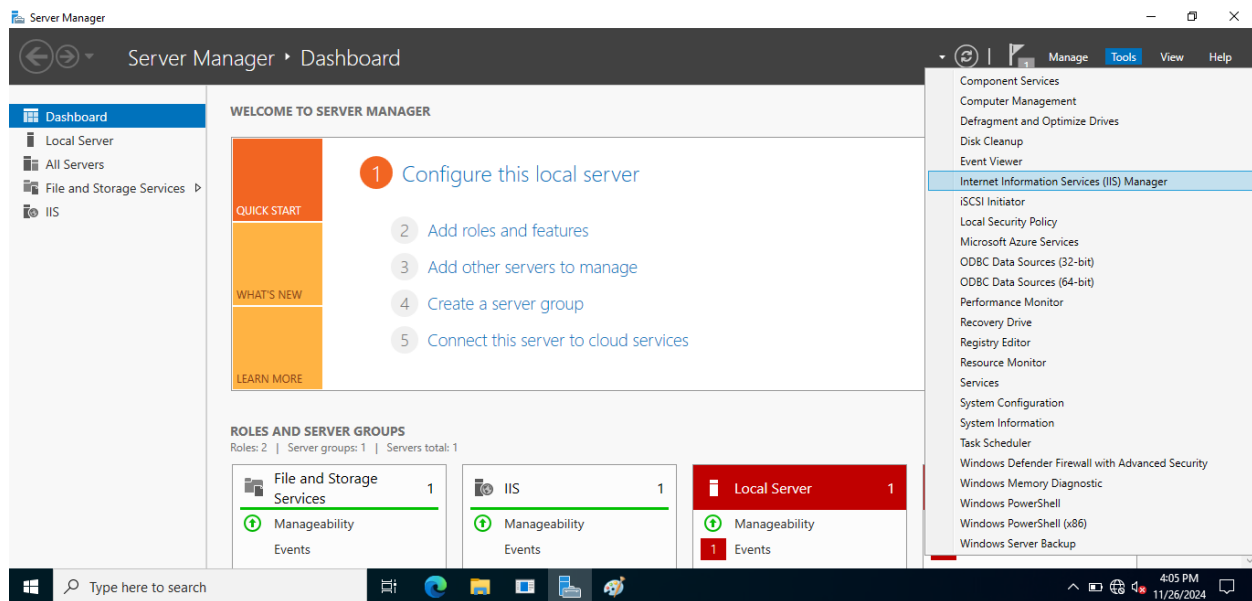 Server Manager
Server Manager ‣ Dashboard
1
Manage Tools View Help
Dashboard
Local Server
All Servers
File and Storage Services
IIS
WELCOME TO SERVER MANAGER
QUICK START
WHAT'S NEW
LEARN MORE
1 Configure this local server
2 Add roles and features
3 Add other servers to manage
4 Create a server group
5 Connect this server to cloud services
ROLES AND SERVER GROUPS
Roles: 2 | Server groups: 1 | Servers total: 1
File and Storage
Services
1
Manageability
Events
IIS 1
Manageability
Events
Local Server 1
Manageability
1 Events
Component Services
Computer Management
Defragment and Optimize Drives
Disk Cleanup
Event Viewer
Internet Information Services (IIS) Manager
iSCSI Initiator
Local Security Policy
Microsoft Azure Services
ODBC Data Sources (32-bit)
ODBC Data Sources (64-bit)
Performance Monitor
Recovery Drive
Registry Editor
Resource Monitor
Services
System Configuration
System Information
Task Scheduler
Windows Defender Firewall with Advanced Security
Windows Memory Diagnostic
Windows PowerShell
Windows PowerShell (x86)
Windows Server Backup
Type here to search
4:05 PM
11/26/2024